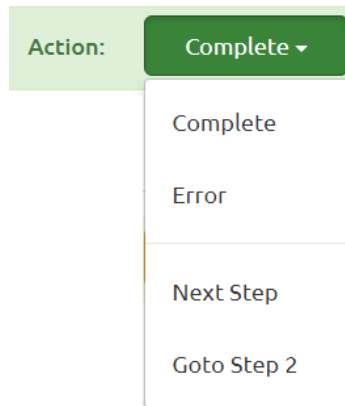 Action: Complete
Complete
Error
Next Step
Goto Step 2